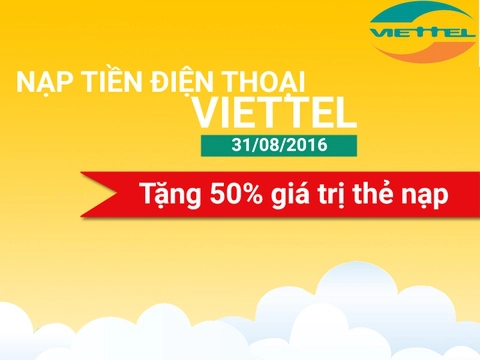 VIETTEL
NẠP TIỀN ĐIỆN THOẠI
VIETTEL
31/08/2016
Tặng 50% giá trị thẻ nạp